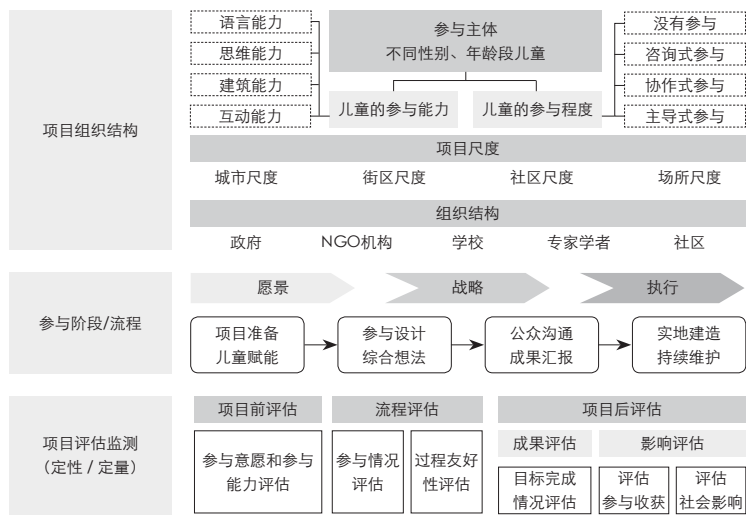 项目组织结构
语言能力
思维能力
建筑能力
互动能力
参与主体
不同性别、年龄段儿童
儿童的参与能力
儿童的参与程度
没有参与
咨询式参与
协作式参与
主导式参与
项目尺度
城市尺度
街区尺度
社区尺度
场所尺度
组织结构
政府
NGO机构
学校
专家学者
社区
参与阶段/流程
愿景
战略
执行
项目准备
儿童赋能
参与设计
综合想法
公众沟通
成果汇报
实地建造
持续维护
项目评估监测
（定性 / 定量）
项目前评估
参与意愿和参与
能力评估
流程评估
参与情况
评估
过程友好
性评估
项目后评估
成果评估
影响评估
目标完成
情况评估
评估
参与收获
评估
社会影响